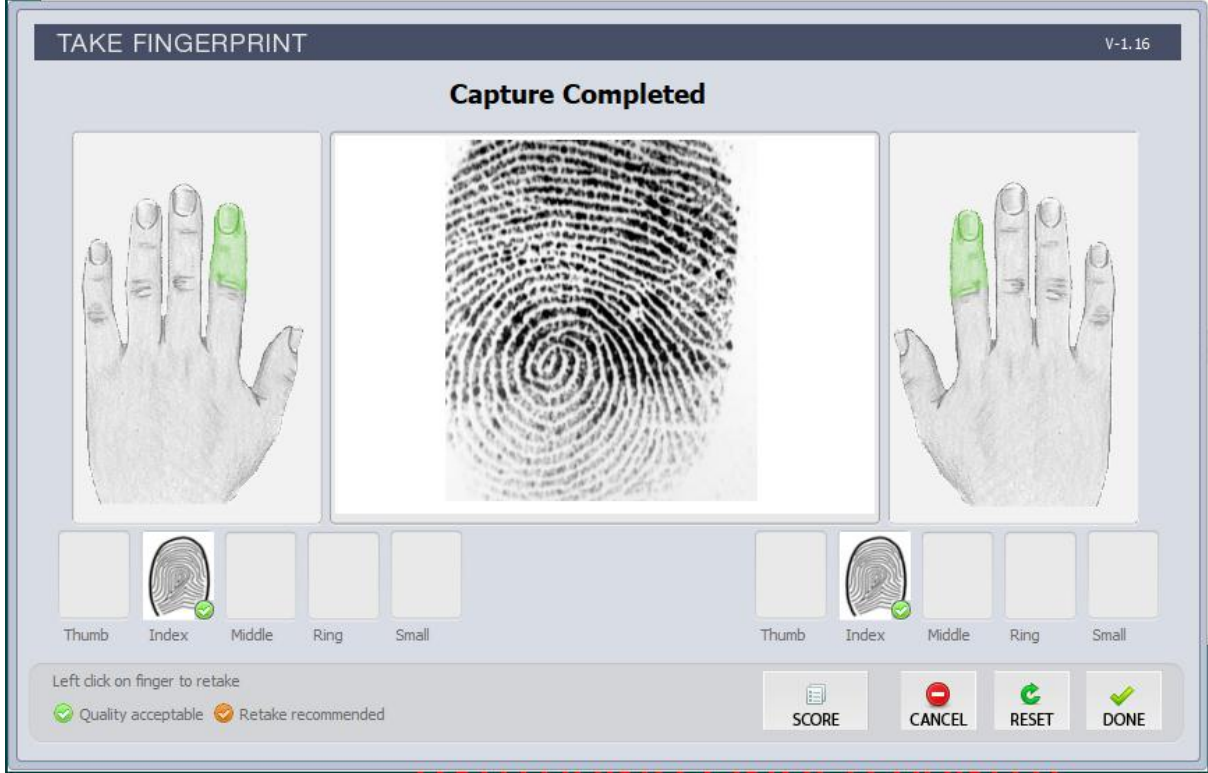 TAKE FINGERPRINT V-1.16
Capture Completed
Thumb Index Middle Ring Small Thumb Index Middle Ring Small
Left click on finger to retake
Quality acceptable Retake recommended
SCORE CANCEL RESET DONE